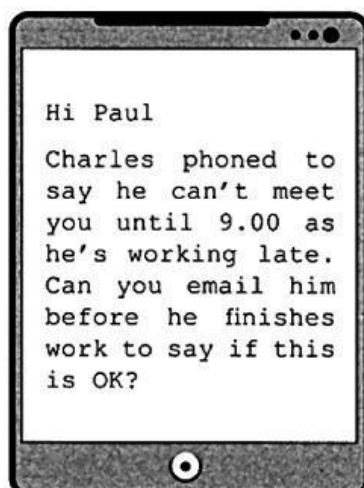 Hi Paul
Charles phoned to
say he can't meet
you until 9.00 as
he's working late.
Can you email him
before he finishes
work to say if this
is OK?